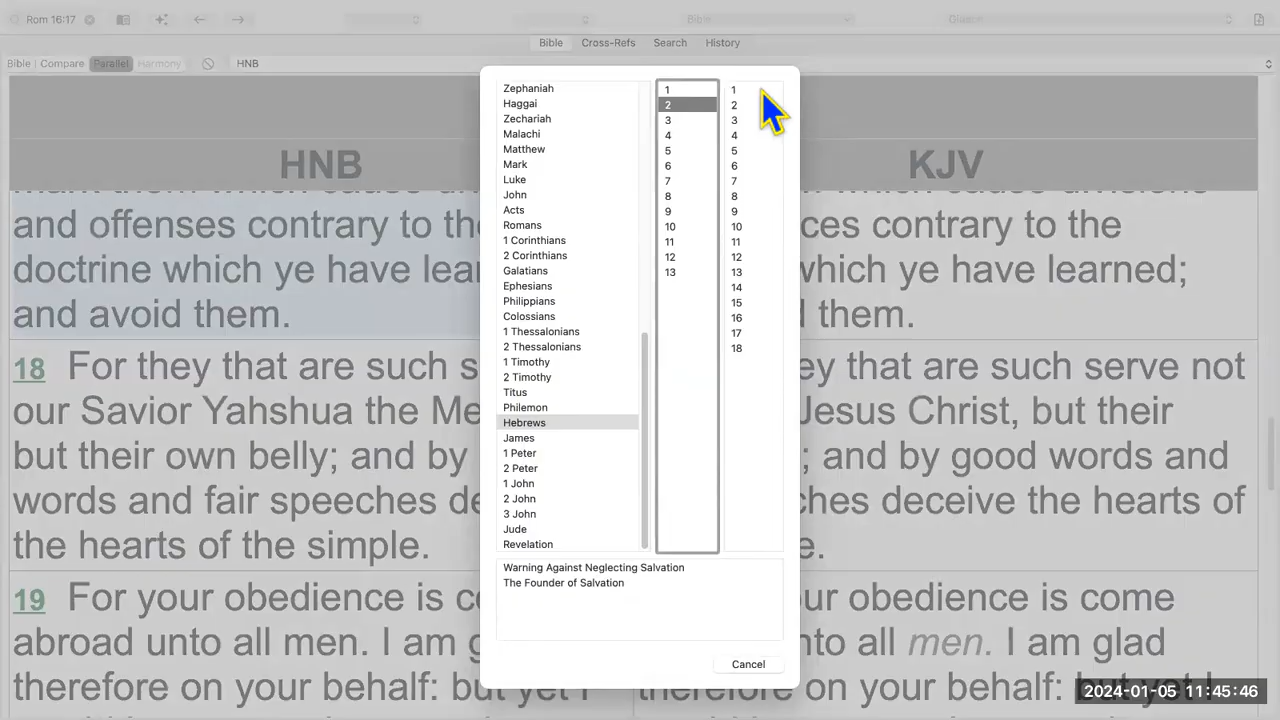 Rom 16:17
Bible
Gleason
Bible Cross-Refs Search History
Bible Compare Parallel Harmony HNB
HNB KJV
Zephaniah
Haggai
Zechariah
Malachi
Matthew
Mark
Luke
John
Acts
Romans
1 Corinthians
2 Corinthians
Galatians
Ephesians
Philippians
Colossians
1 Thessalonians
2 Thessalonians
1 Timothy
2 Timothy
Titus
Philemon
Hebrews
James
1 Peter
2 Peter
1 John
2 John
3 John
Jude
Revelation
1
2
3
4
5
6
7
8
9
10
11
12
13
1
2
3
4
5
6
7
8
9
10
11
12
13
14
15
16
17
18
Warning Against Neglecting Salvation
The Founder of Salvation
Cancel
and offenses contrary to the
doctrine which ye have lear
and avoid them.
18 For they that are such s
our Savior Yahshua the Me
but their own belly; and by
words and fair speeches de
the hearts of the simple.
19 For your obedience is co
abroad unto all men. I am g
therefore on your behalf: but yet I
ces contrary to the
which ye have learned;
d them.
ey that are such serve not
Jesus Christ, but their
; and by good words and
ches deceive the hearts of
e.
ur obedience is come
nto all men. I am glad
therefore on your behalf: but yet I
2024-01-05 11:45:46